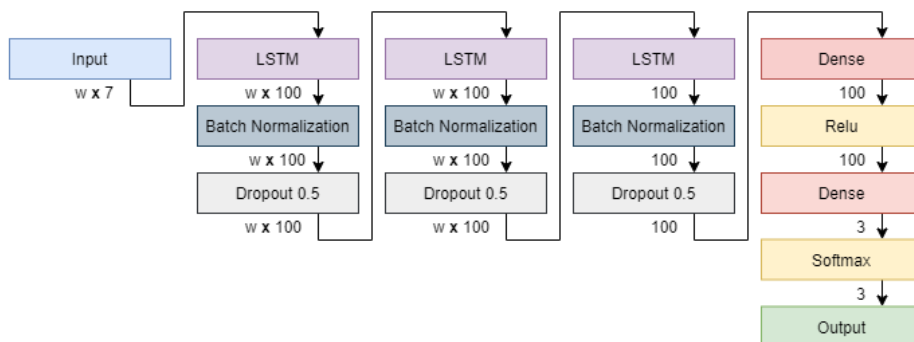 Input
w x 7
LSTM
w x 100
Batch Normalization
w x 100
Dropout 0.5
w x 100
LSTM
w x 100
Batch Normalization
w x 100
Dropout 0.5
w x 100
LSTM
100
Batch Normalization
100
Dropout 0.5
100
Dense
100
Relu
100
Dense
3
Softmax
3
Output